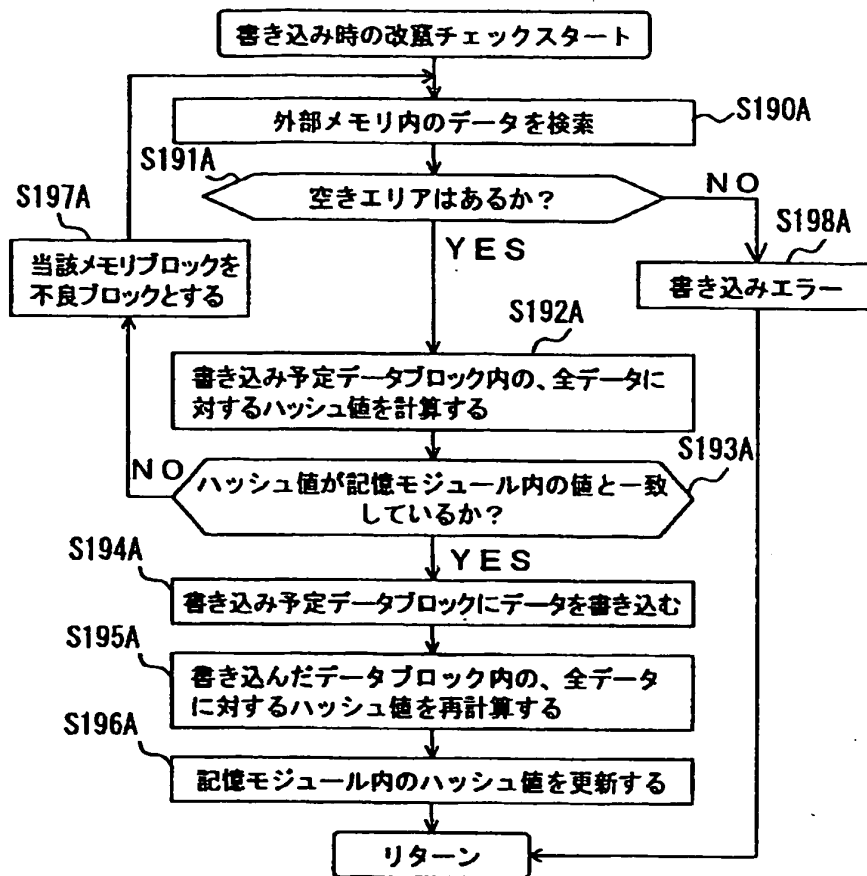 書き込み時の改竄チェックスタート
外部メモリ内のデータを検索
S190A
S191A
空きエリアはあるか?
NO
YES
S197A
当該メモリブロックを
不良ブロックとする
S198A
書き込みエラー
S192A
書き込み予定データブロック内の、全データに
対するハッシュ値を計算する
S193A
ハッシュ値が記憶モジュール内の値と一致
しているか?
NO
YES
S194A
書き込み予定データブロックにデータを書き込む
S195A
書き込んだデータブロック内の、全データ
に対するハッシュ値を再計算する
S196A
記憶モジュール内のハッシュ値を更新する
リターン